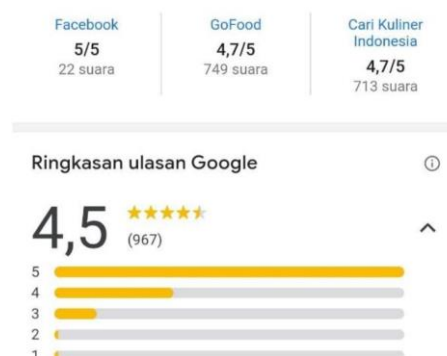 Facebook
5/5
22 suara
GoFood
4,7/5
749 suara
Cari Kuliner
Indonesia
4,7/5
713 suara
Ringkasan ulasan Google
4,5
(967)
5
4
3
2
1